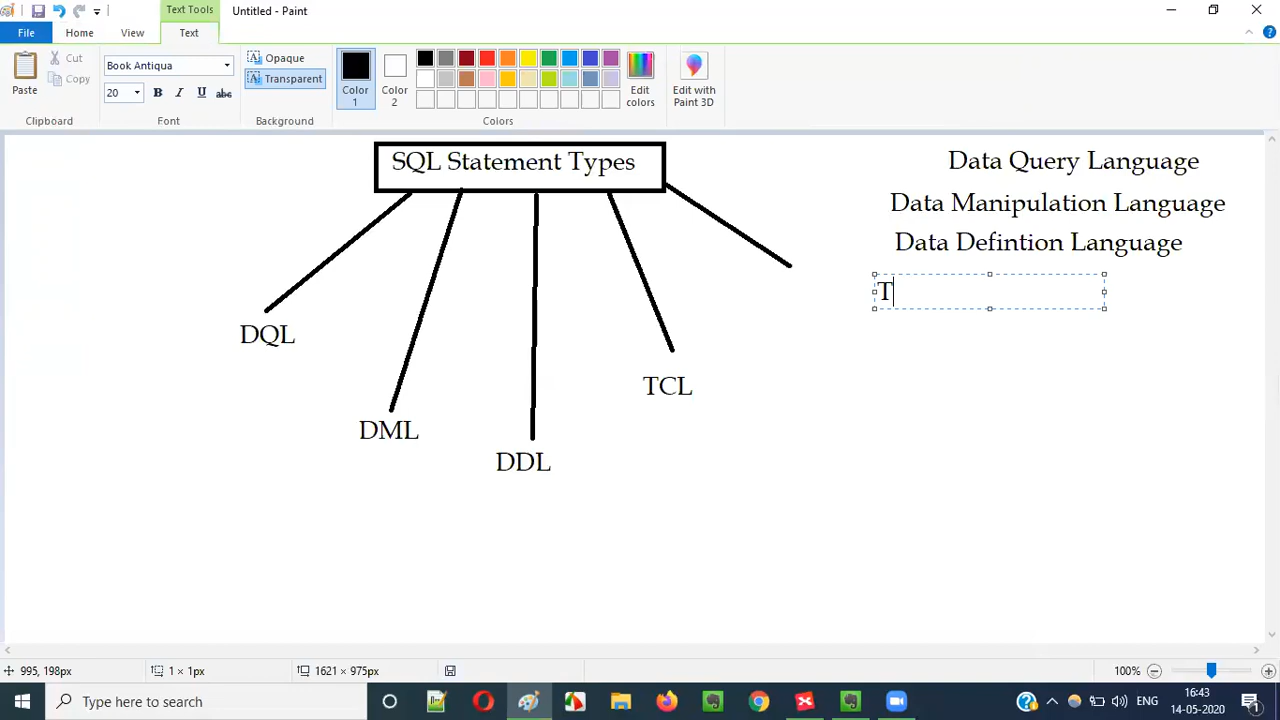 Text Tools
Untitled - Paint
File
Home
View
Text
Paste
Cut
Copy
Clipboard
Book Antiqua
20
B I U abc
Font
Opaque
Transparent
Background
Color 1
Color 2
Edit colors
Colors
Edit with Paint 3D
SQL Statement Types
DQL
DML
DDL
TCL
Data Query Language
Data Manipulation Language
Data Defintion Language
T
995, 198px
1 × 1px
1621 × 975px
100%
Type here to search
ENG
16:43
14-05-2020
1